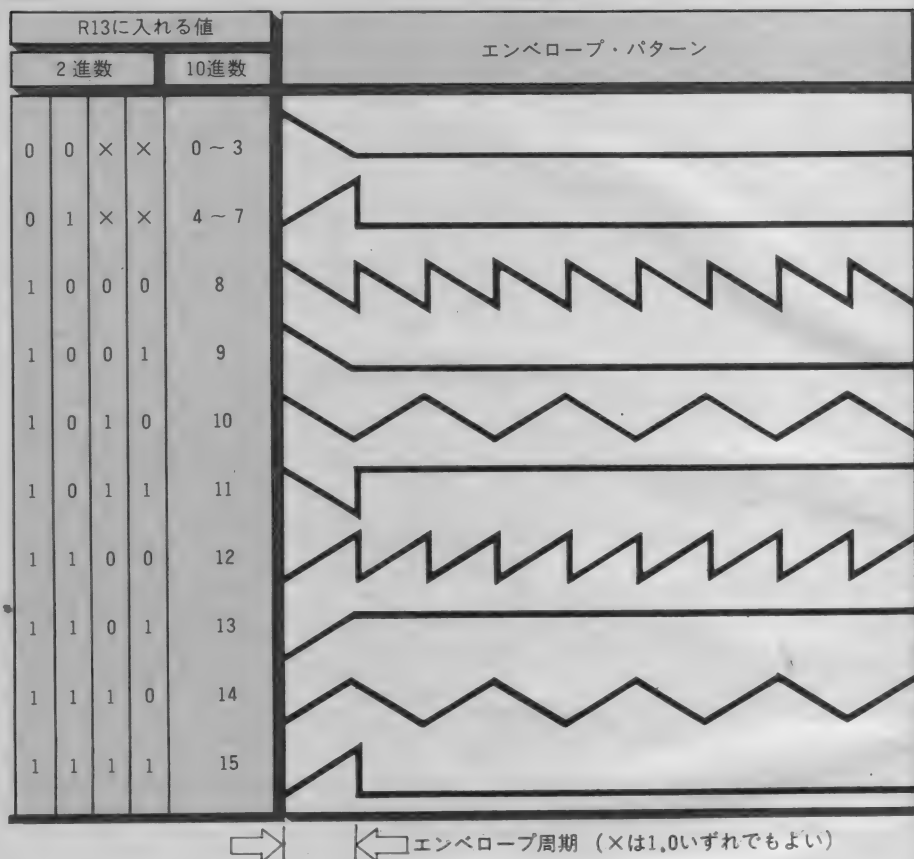 R13に入れる値
エンベロープ・パターン
2進数 10進数
0 0 × × 0～3
0 1 × × 4～7
1 0 0 0 8
1 0 0 1 9
1 0 1 0 10
1 0 1 1 11
1 1 0 0 12
1 1 0 1 13
1 1 1 0 14
1 1 1 1 15
エンベロープ周期（×は1,0いずれでもよい）